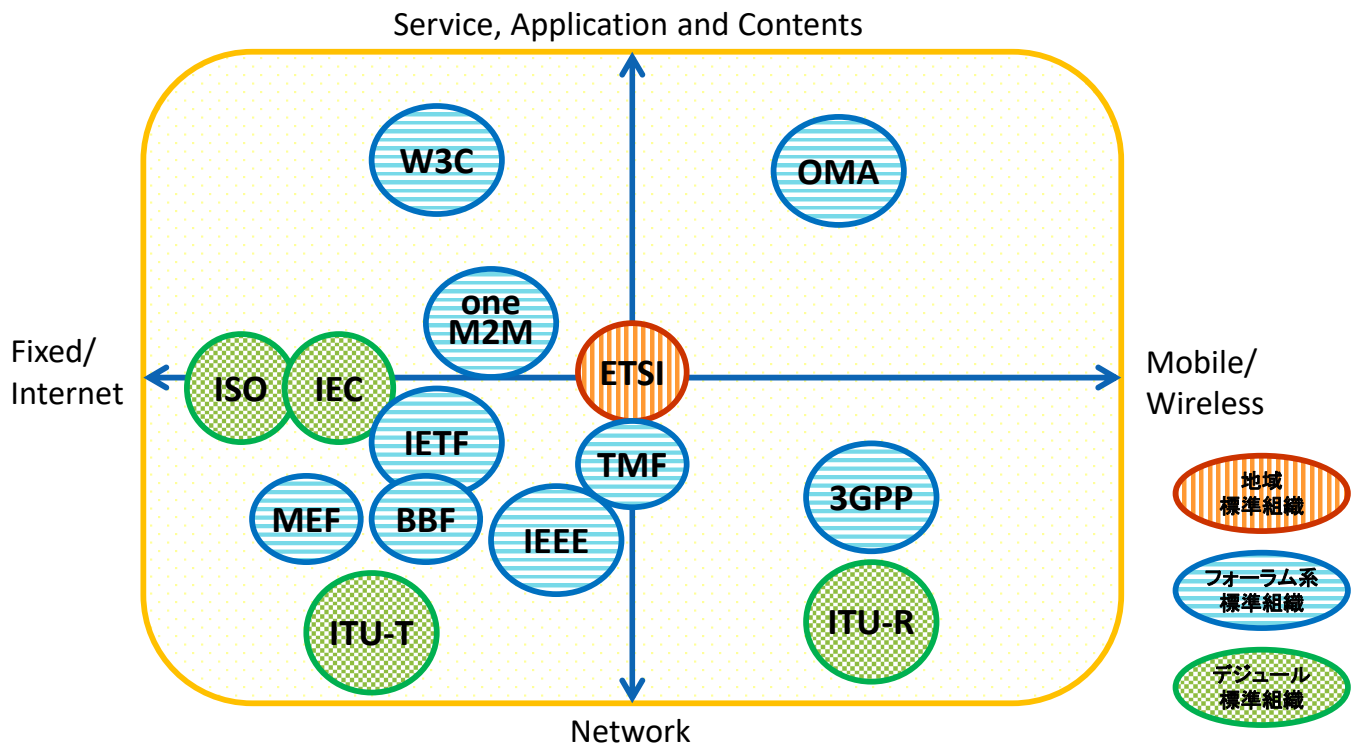 Service, Application and Contents
W3C
OMA
one
M2M
Fixed/
Internet
ISO
IEC
ETSI
Mobile/
Wireless
IETF
TMF
MEF
BBF
IEEE
3GPP
ITU-T
ITU-R
Network
地域
標準組織
フォーラム系
標準組織
デジュール
標準組織